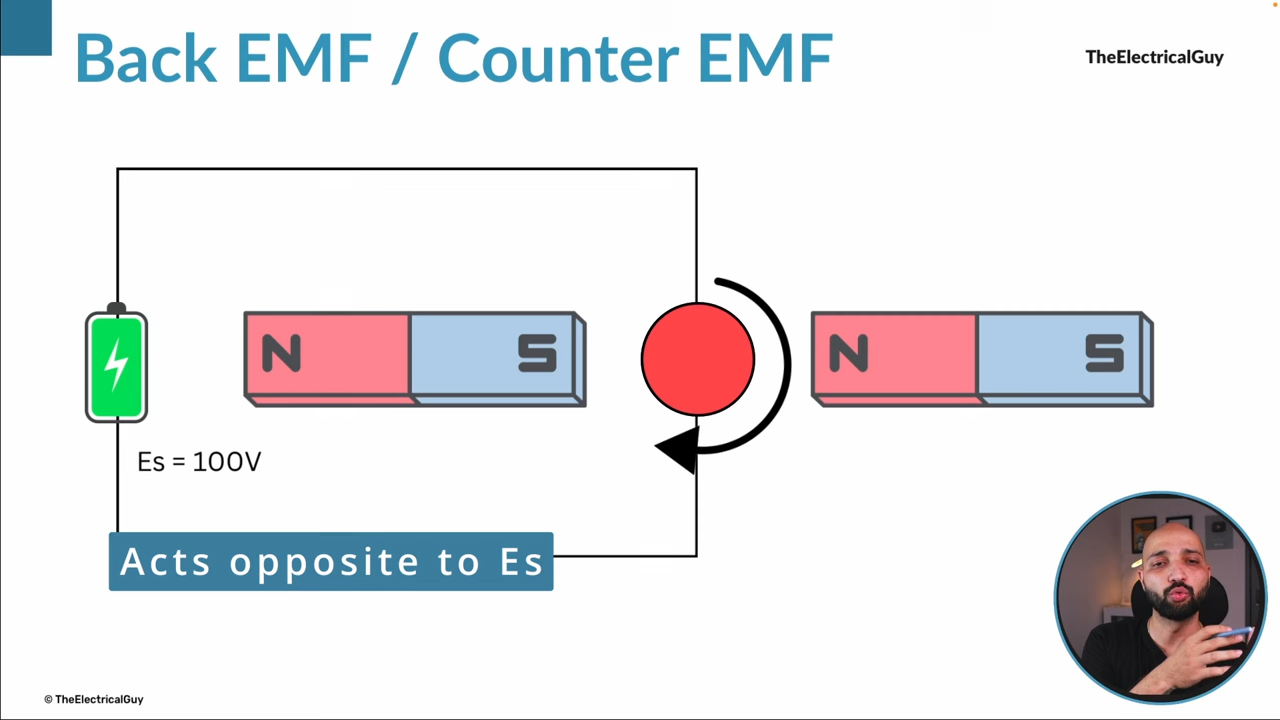 Back EMF / Counter EMF
TheElectricalGuy
N S
N S
Es = 100V
Acts opposite to Es
© TheElectricalGuy